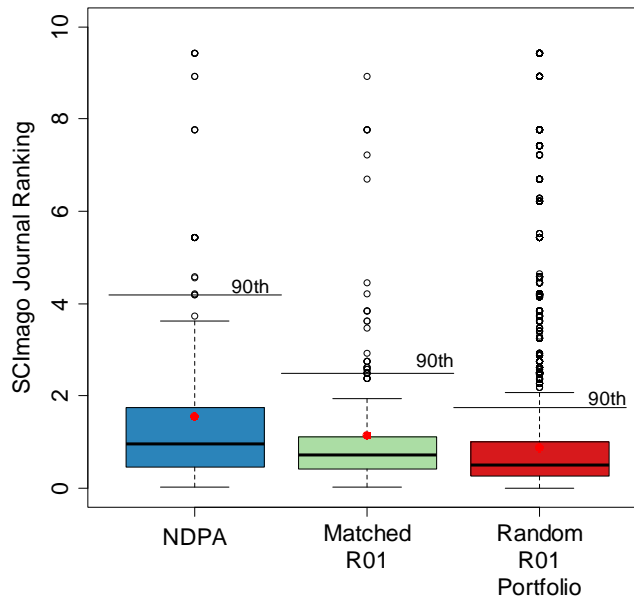 SCImago Journal Ranking
10
8
6
4
2
0
90th
90th
90th
NDPA
Matched
R01
Random
R01
Portfolio